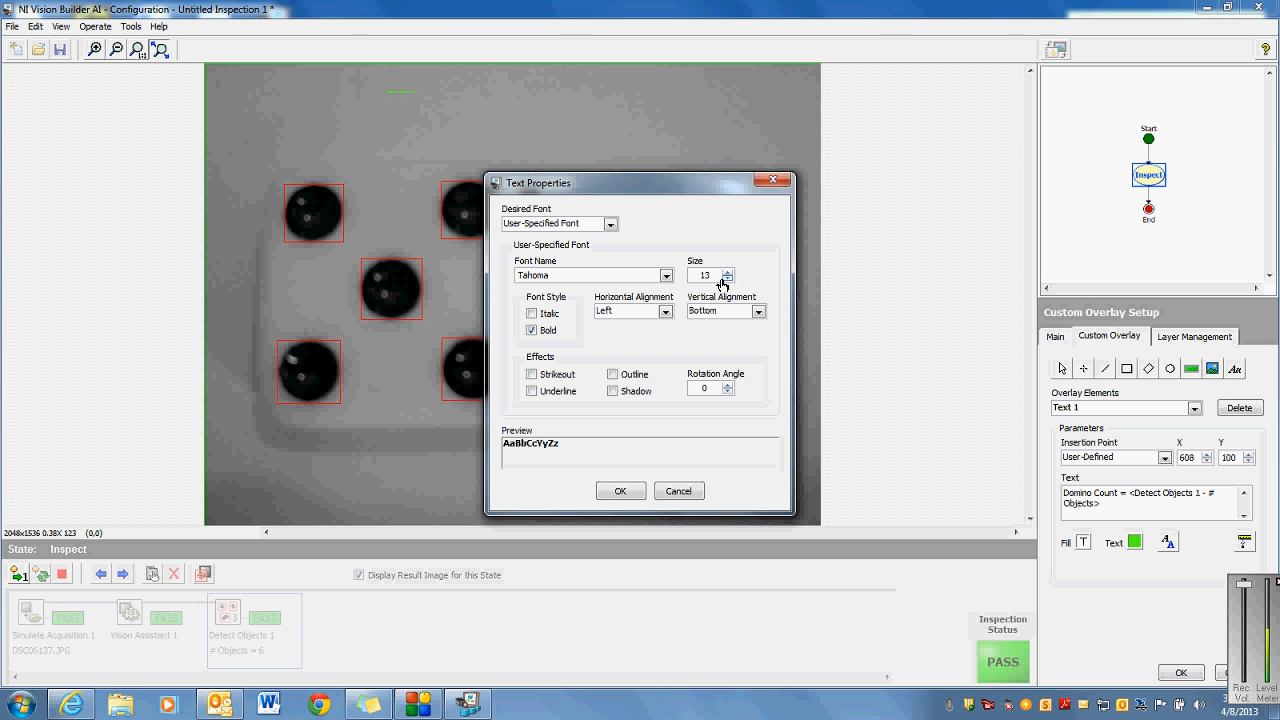 NI Vision Builder AI - Configuration - Untitled Inspection 1 *
File Edit View Operate Tools Help
Start
Inspect
End
Text Properties
Desired Font
User-Specified Font
User-Specified Font
Font Name Size
Tahoma 13
Font Style Horizontal Alignment Vertical Alignment
Italic Left Bottom
Bold
Effects
Strikeout Outline Rotation Angle
Underline Shadow 0
Preview
AaBbCcYyZz
OK Cancel
Custom Overlay Setup
Main Custom Overlay Layer Management
Overlay Elements
Text 1 Delete
Parameters
Insertion Point X Y
User-Defined 608 100
Text
Domino Count = <Detect Objects 1 - #
Objects>
Fill T Text
OK
2048x1536 0.38X 123 (0,0)
State: Inspect
Display Result Image for this State
PASS PASS PASS
Simulate Acquisition 1 Vision Assistant 1 Detect Objects 1
DSC06137.JPG # Objects = 6
Inspection
Status
PASS
Rec. Level
Vol. Meter
4/8/2013